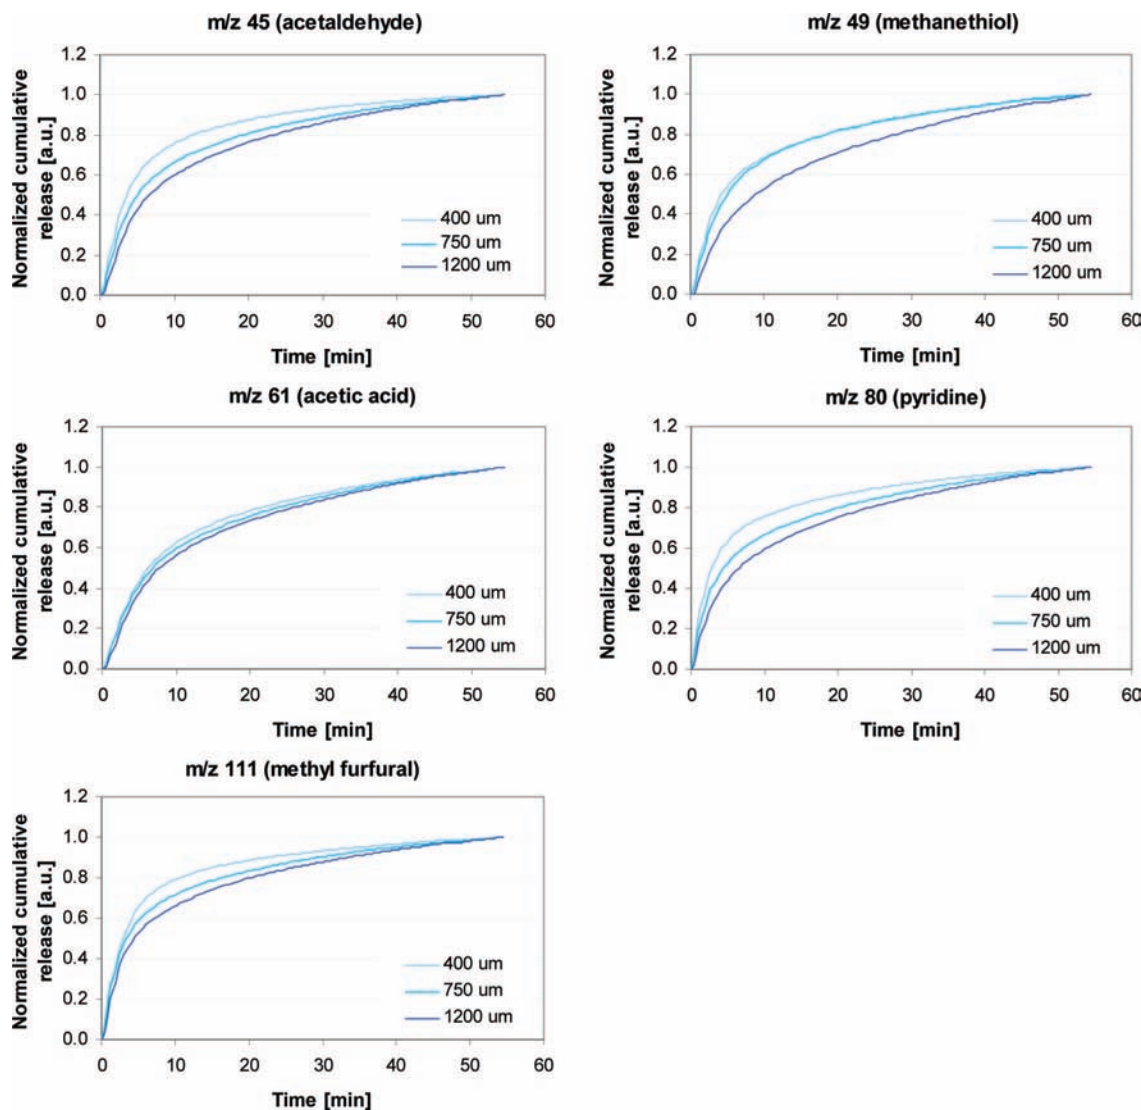 m/z 45 (acetaldehyde)
Normalized cumulative
release [a.u.]
1.2
1.0
0.8
0.6
0.4
0.2
0.0
400 um
750 um
1200 um
0 10 20 30 40 50 60
Time [min]
m/z 49 (methanethiol)
Normalized cumulative
release [a.u.]
1.2
1.0
0.8
0.6
0.4
0.2
0.0
400 um
750 um
1200 um
0 10 20 30 40 50 60
Time [min]
m/z 61 (acetic acid)
Normalized cumulative
release [a.u.]
1.2
1.0
0.8
0.6
0.4
0.2
0.0
400 um
750 um
1200 um
0 10 20 30 40 50 60
Time [min]
m/z 80 (pyridine)
Normalized cumulative
release [a.u.]
1.2
1.0
0.8
0.6
0.4
0.2
0.0
400 um
750 um
1200 um
0 10 20 30 40 50 60
Time [min]
m/z 111 (methyl furfural)
Normalized cumulative
release [a.u.]
1.2
1.0
0.8
0.6
0.4
0.2
0.0
400 um
750 um
1200 um
0 10 20 30 40 50 60
Time [min]